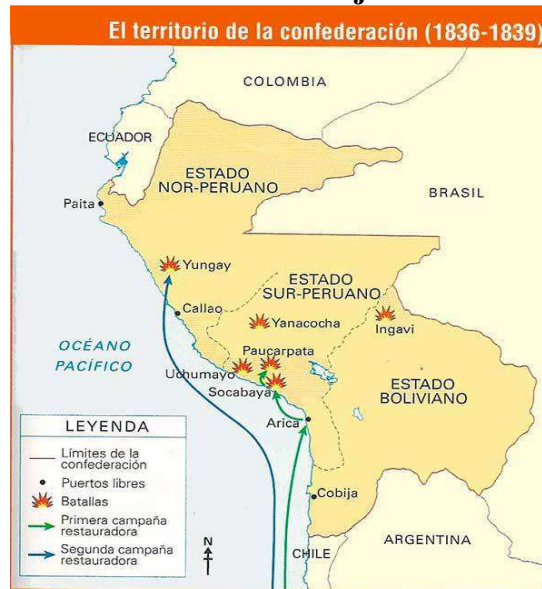 El territorio de la confederación (1836-1839)
COLOMBIA
ECUADOR
ESTADO
NOR-PERUANO
BRASIL
Paita
Yungay
ESTADO
SUR-PERUANO
Callao
Yanacocha
Ingavi
OCÉANO
PACÍFICO
Paucarpata
Uchumayo
Socabaya
ESTADO
BOLIVIANO
Arica
LEYENDA
Límites de la
confederación
Puertos libres
Batallas
Primera campaña
restauradora
Segunda campaña
restauradora
N
Cobija
CHILE
ARGENTINA